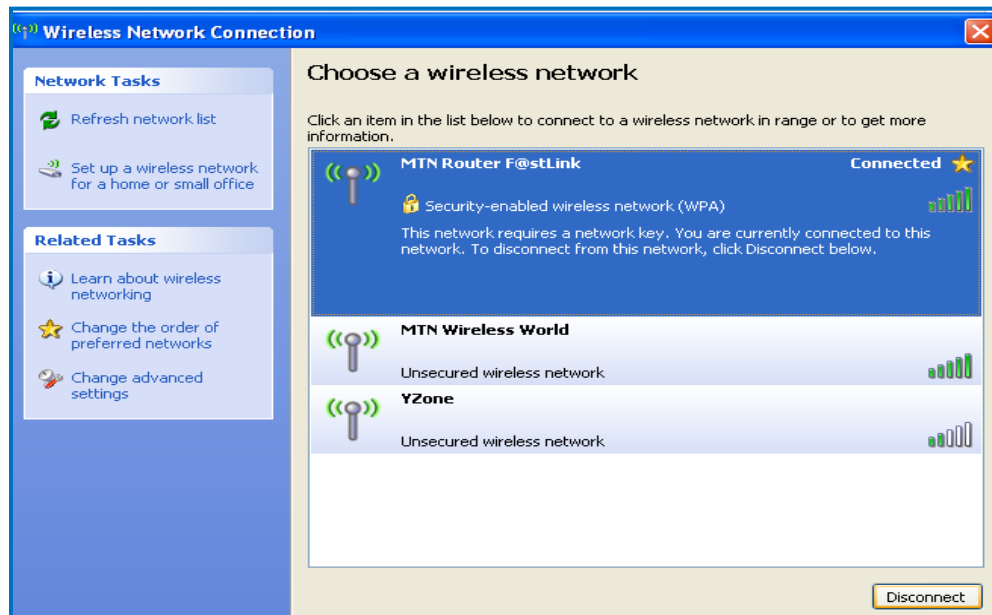 Wireless Network Connection
Network Tasks
Refresh network list
Set up a wireless network
for a home or small office
Related Tasks
Learn about wireless
networking
Change the order of
preferred networks
Change advanced
settings
Choose a wireless network
Click an item in the list below to connect to a wireless network in range or to get more
information.
MTN Router F@stLink Connected
Security-enabled wireless network (WPA)
This network requires a network key. You are currently connected to this
network. To disconnect from this network, click Disconnect below.
MTN Wireless World
Unsecured wireless network
YZone
Unsecured wireless network
Disconnect